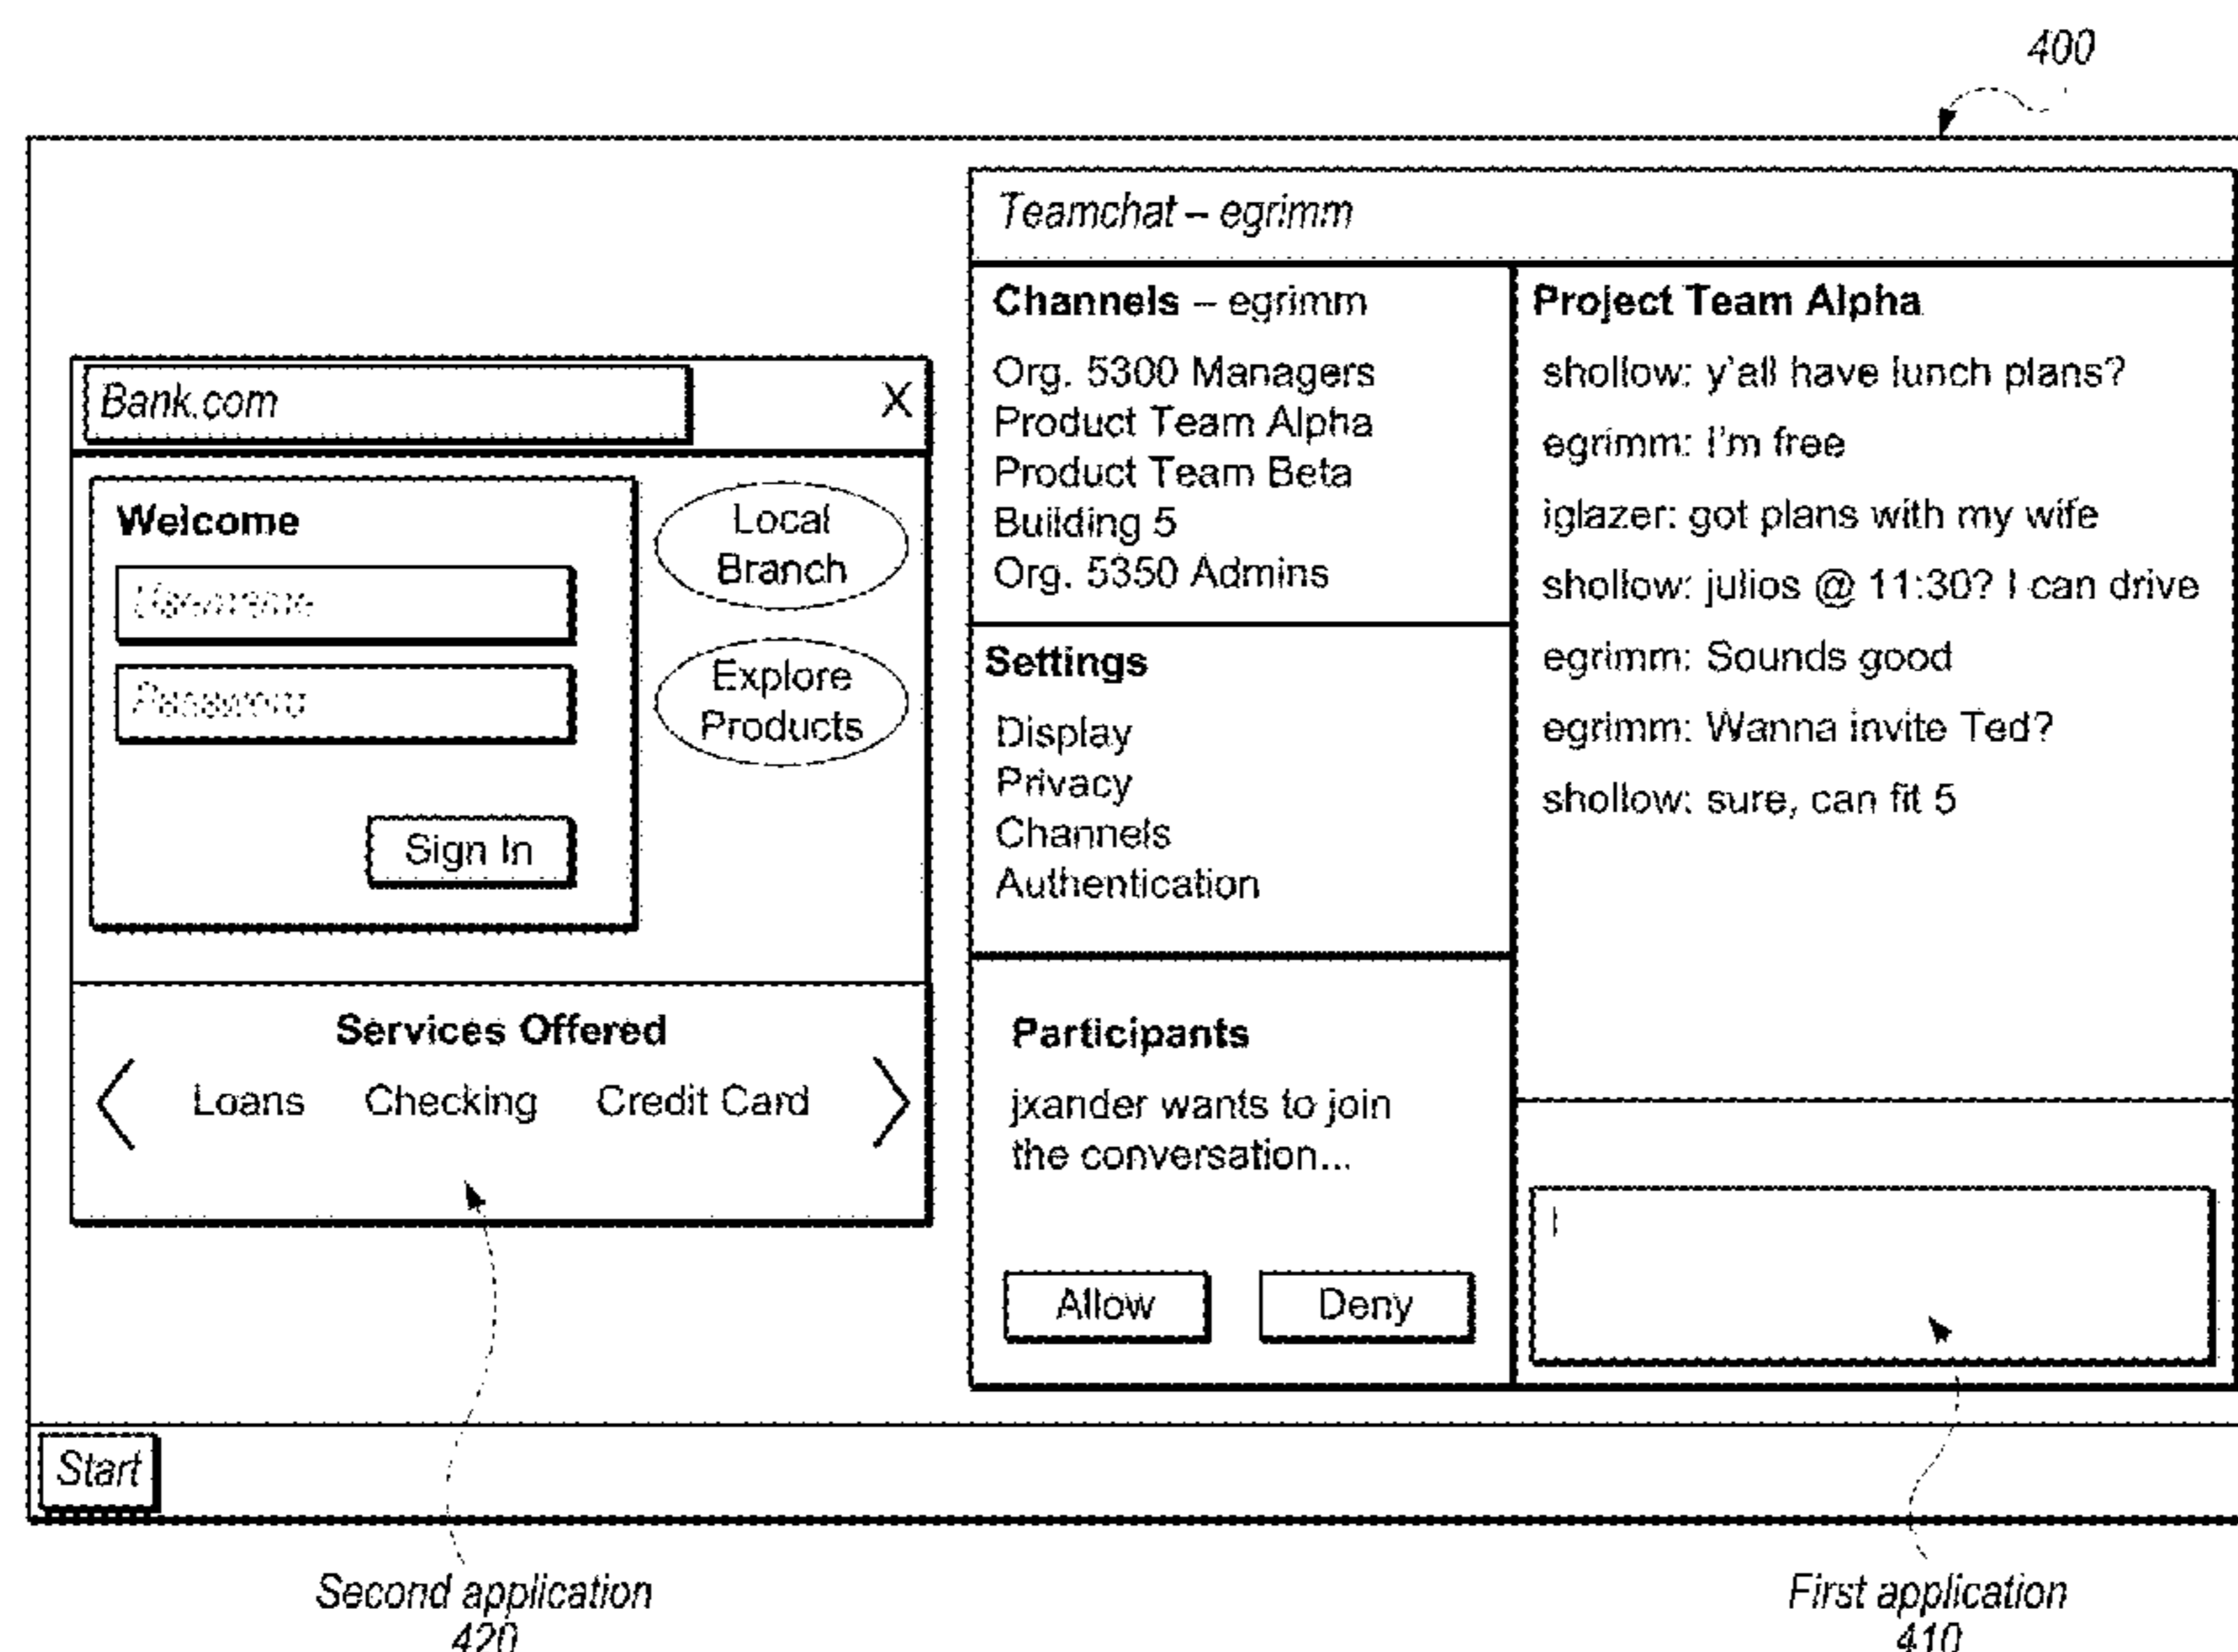 400
Teamchat – egrimm
Channels – egrimm
Org. 5300 Managers
Product Team Alpha
Product Team Beta
Building 5
Org. 5350 Admins
Settings
Display
Privacy
Channels
Authentication
Participants
jxander wants to join
the conversation...
Allow
Deny
Project Team Alpha
shollow: y'all have lunch plans?
egrimm: I'm free
iglazer: got plans with my wife
shollow: julios @ 11:30? I can drive
egrimm: Sounds good
egrimm: Wanna invite Ted?
shollow: sure, can fit 5
Bank.com
X
Welcome
Username
Password
Sign In
Local
Branch
Explore
Products
Services Offered
Loans Checking Credit Card
Start
Second application
420
First application
410